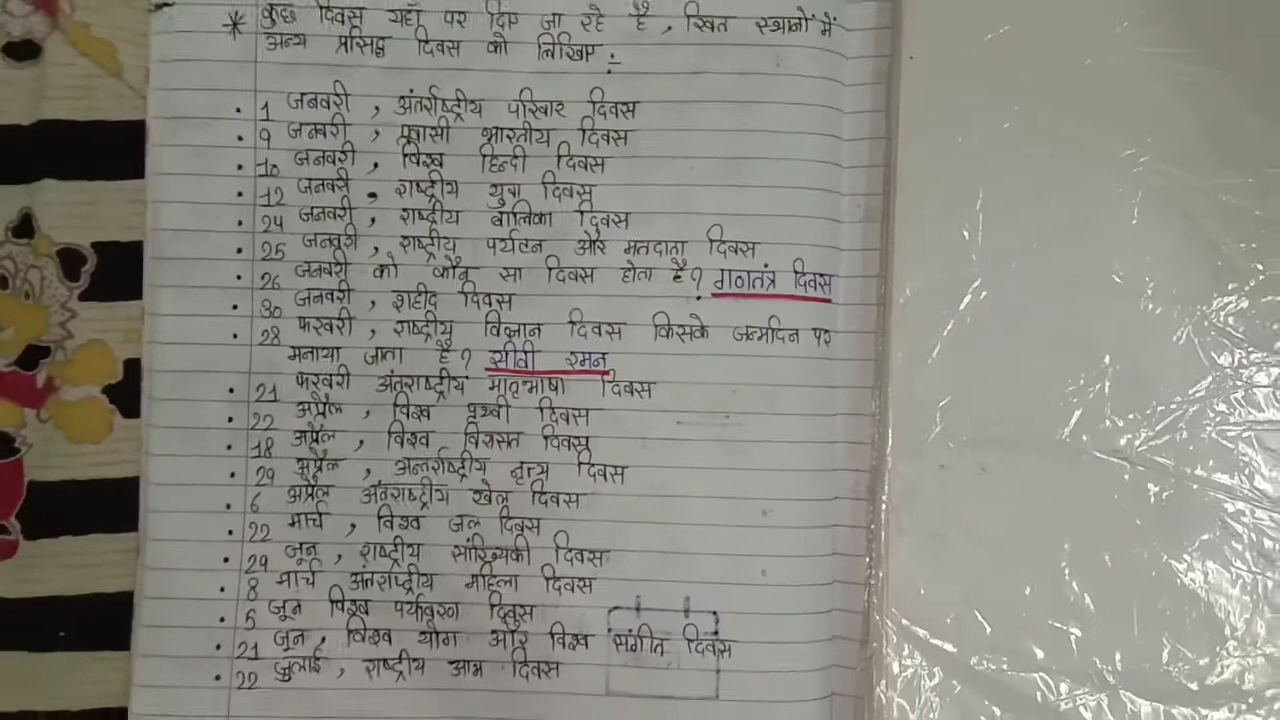 * कुछ दिवस यहाँ पर दिए जा रहे है , रिक्त स्थानों में
अन्य प्रसिद्ध दिवस को लिखिए :-
• 1 जनवरी , अंतर्राष्ट्रीय परिवार दिवस
• 9 जनवरी , प्रवासी भारतीय दिवस
• 10 जनवरी , विश्व हिन्दी दिवस
• 12 जनवरी , राष्ट्रीय युवा दिवस
• 24 जनवरी , राष्ट्रीय बालिका दिवस
• 25 जनवरी , राष्ट्रीय पर्यटन और मतदाता दिवस
• 26 जनवरी को कौन सा दिवस होता है ? गणतंत्र दिवस
• 30 जनवरी , शहीद दिवस
• 28 फरवरी , राष्ट्रीय विज्ञान दिवस किसके जन्मदिन पर
मनाया जाता है ? सीवी रमन
• 21 फरवरी अंतराष्ट्रीय मातृभाषा दिवस
• 22 अप्रैल , विश्व पृथ्वी दिवस
• 18 अप्रैल , विश्व विरासत दिवस
• 29 अप्रैल , अन्तर्राष्ट्रीय नृत्य दिवस
• 6 अप्रैल अंतराष्ट्रीय खेल दिवस
• 22 मार्च , विश्व जल दिवस
• 29 जून , राष्ट्रीय सांख्यिकी दिवस
• 8 मार्च अंतर्राष्ट्रीय महिला दिवस
• 5 जून विश्व पर्यावरण दिवस
• 21 जून , विश्व योग और विश्व संगीत दिवस
• 22 जुलाई , राष्ट्रीय आम दिवस